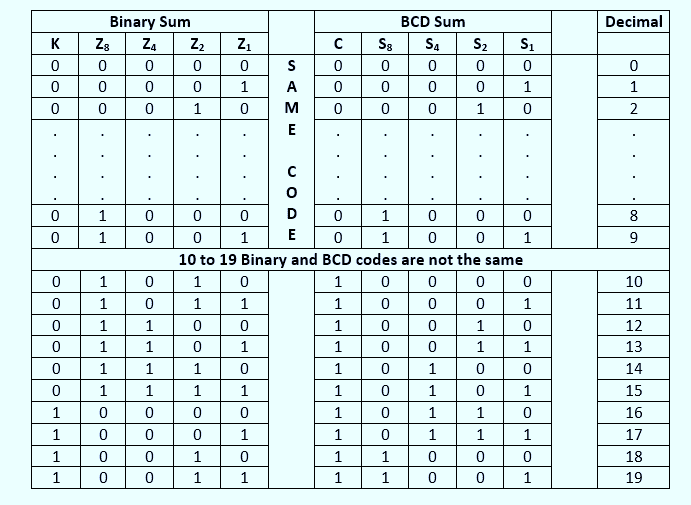 Binary Sum BCD Sum Decimal
K Z₈ Z₄ Z₂ Z₁ C S₈ S₄ S₂ S₁
0 0 0 0 0 S 0 0 0 0 0 0
0 0 0 0 1 A 0 0 0 0 1 1
0 0 0 1 0 M 0 0 0 1 0 2
. . . . . E . . . . . .
. . . . . . . . . . .
. . . . . C . . . . . .
. . . . . O . . . . . .
0 1 0 0 0 D 0 1 0 0 0 8
0 1 0 0 1 E 0 1 0 0 1 9
10 to 19 Binary and BCD codes are not the same
0 1 0 1 0 1 0 0 0 0 10
0 1 0 1 1 1 0 0 0 1 11
0 1 1 0 0 1 0 0 1 0 12
0 1 1 0 1 1 0 0 1 1 13
0 1 1 1 0 1 0 1 0 0 14
0 1 1 1 1 1 0 1 0 1 15
1 0 0 0 0 1 0 1 1 0 16
1 0 0 0 1 1 0 1 1 1 17
1 0 0 1 0 1 1 0 0 0 18
1 0 0 1 1 1 1 0 0 1 19